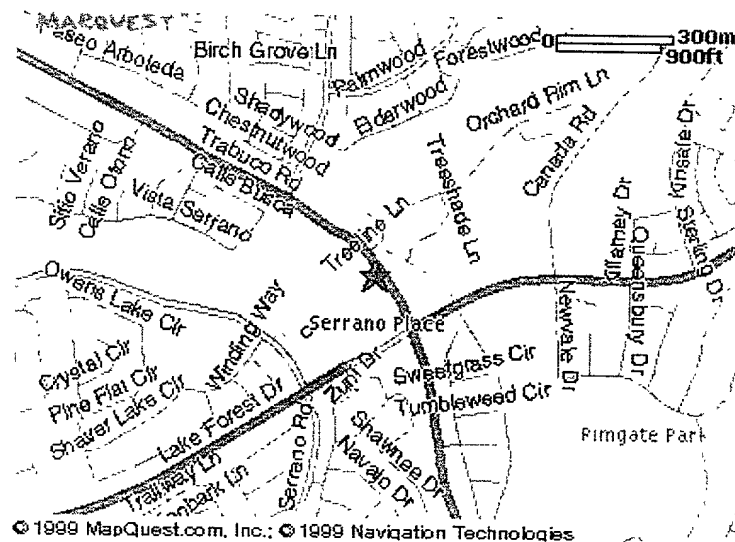 MAPQUEST
aseo Arboleda
Birch Grove Ln
Palmwood
Forestwood
0 300m
900ft
Shadywood
Chestnutwood
Elderwood
Orchard Rim Ln
Trabuco Rd
Calle Busca
Canada Rd
Kinsale Dr
Sitio Verano
Calle Otono
Vista Serrano
Treeshade Ln
Treeline Ln
Killarney Dr
Queensbury Dr
Sterling Dr
Owens Lake Cir
Winding Way
C
Serrano Place
Newvale Dr
Crystal Cir
Pine Flat Cir
Shaver Lake Cir
Lake Forest Dr
Zuni Dr
Sweetgrass Cir
Tumbleweed Cir
Rimgate Park
Serrano Rd
Shawnee Dr
Navajo Dr
Trailway Ln
enbark Ln
© 1999 MapQuest.com, Inc.; © 1999 Navigation Technologies